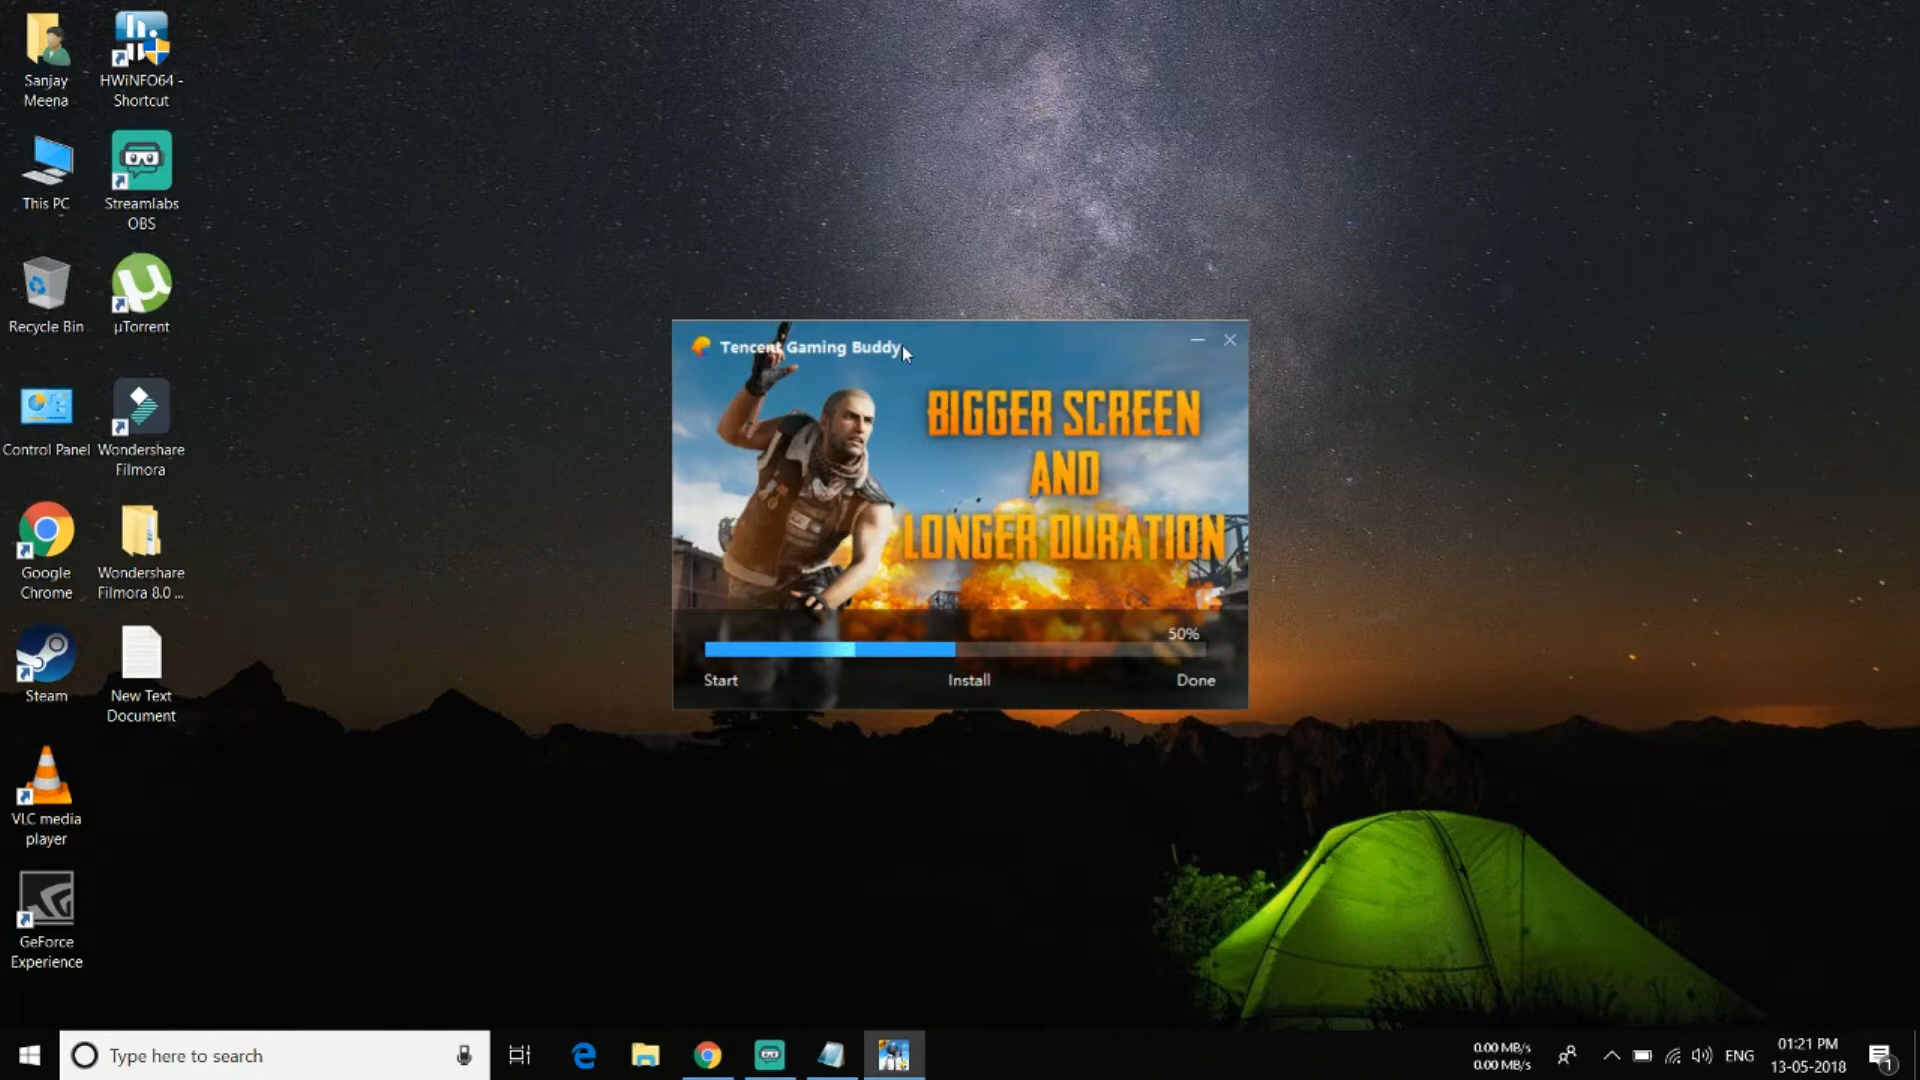 Sanjay
Meena
HWiNFO64 -
Shortcut
This PC
Streamlabs
OBS
Recycle Bin
µTorrent
Control Panel
Wondershare
Filmora
Google
Chrome
Wondershare
Filmora 8.0 ...
Steam
New Text
Document
VLC media
player
GeForce
Experience
Tencent Gaming Buddy
BIGGER SCREEN
AND
LONGER DURATION
50%
Start
Install
Done
Type here to search
0.00 MB/s
0.00 MB/s
ENG
01:21 PM
13-05-2018
1